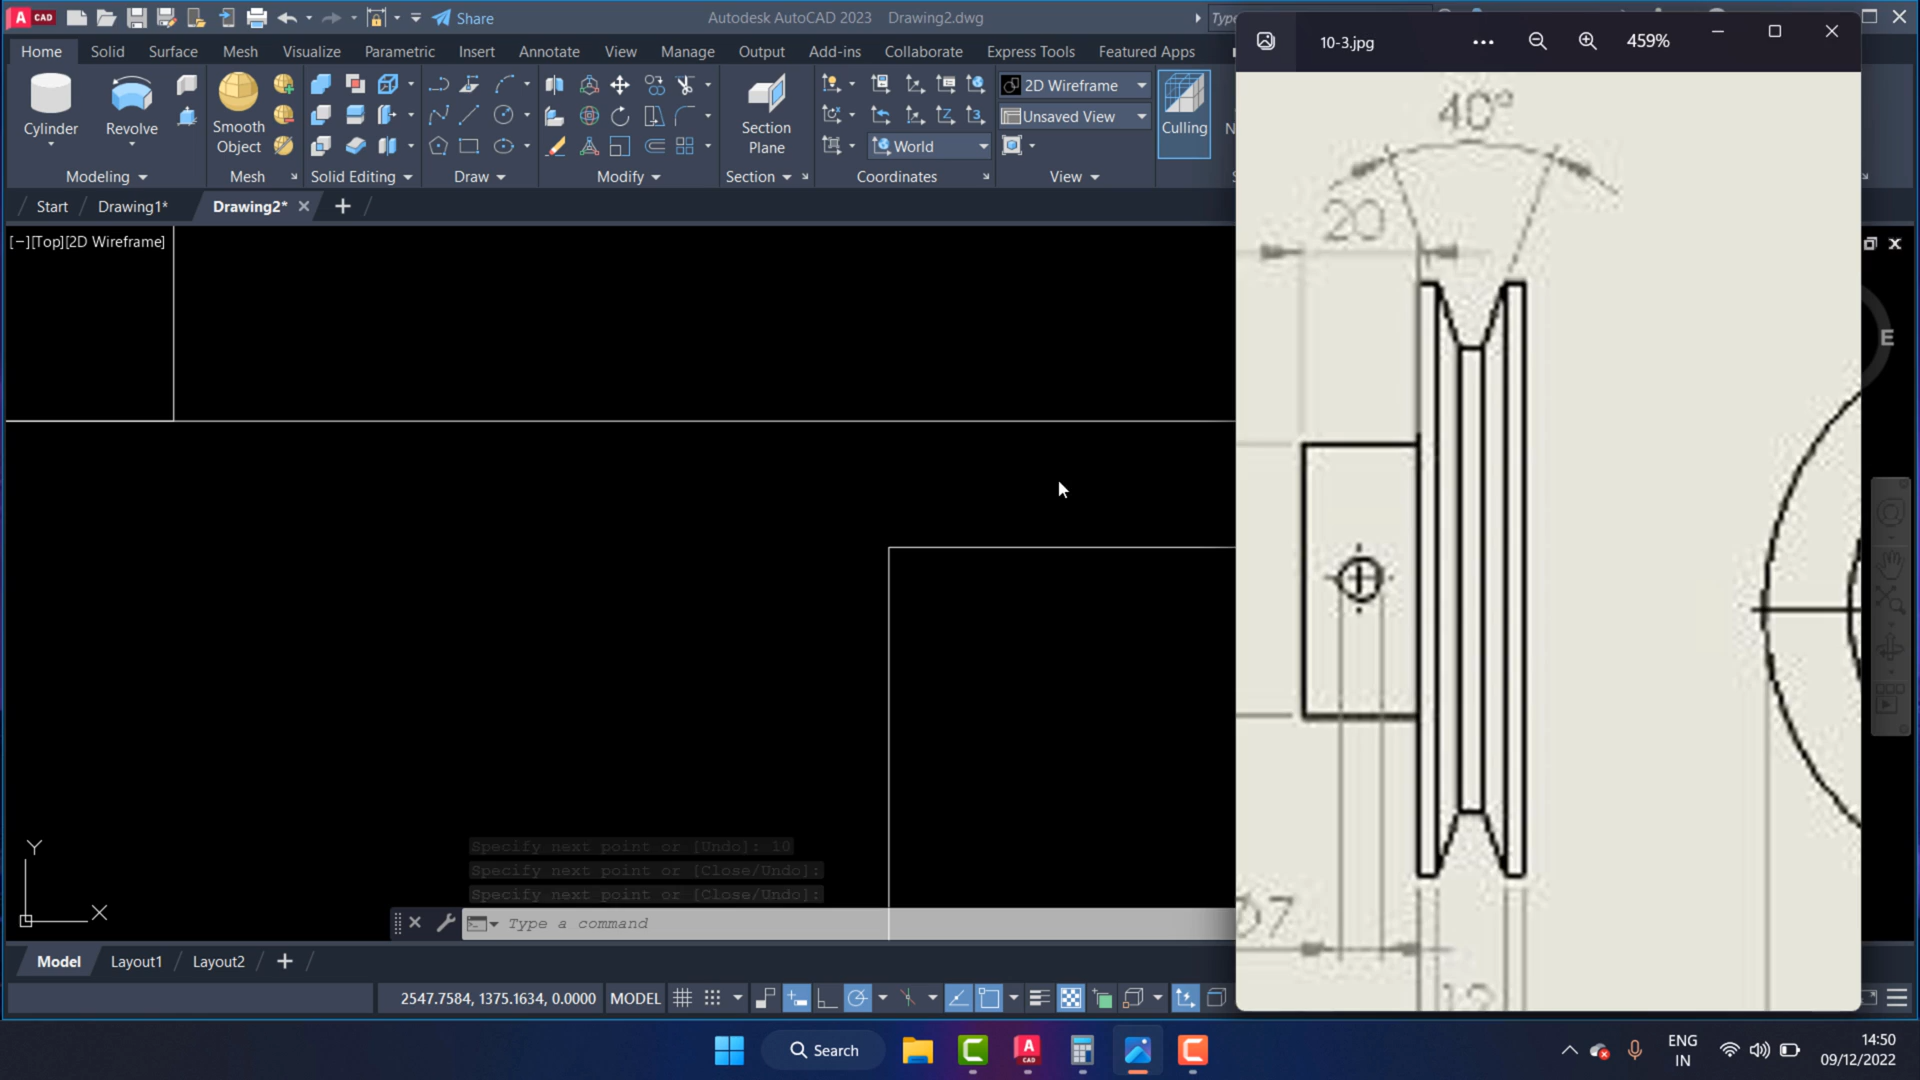 CAD
Share
Autodesk AutoCAD 2023 Drawing2.dwg
Home
Solid
Surface
Mesh
Visualize
Parametric
Insert
Annotate
View
Manage
Output
Add-ins
Collaborate
Express Tools
Featured Apps
10-3.jpg
459%
Cylinder
Revolve
Smooth
Object
Section
Plane
2D Wireframe
Unsaved View
World
Culling
Modeling
Mesh
Solid Editing
Draw
Modify
Section
Coordinates
View
Start
Drawing1*
Drawing2*
[−][Top][2D Wireframe]
40°
20
E
Y
X
Specify next point or [Undo]: 10
Specify next point or [Close/Undo]:
Specify next point or [Close/Undo]:
Type a command
12
Model
Layout1
Layout2
2547.7584, 1375.1634, 0.0000
MODEL
Search
ENG
IN
14:50
09/12/2022